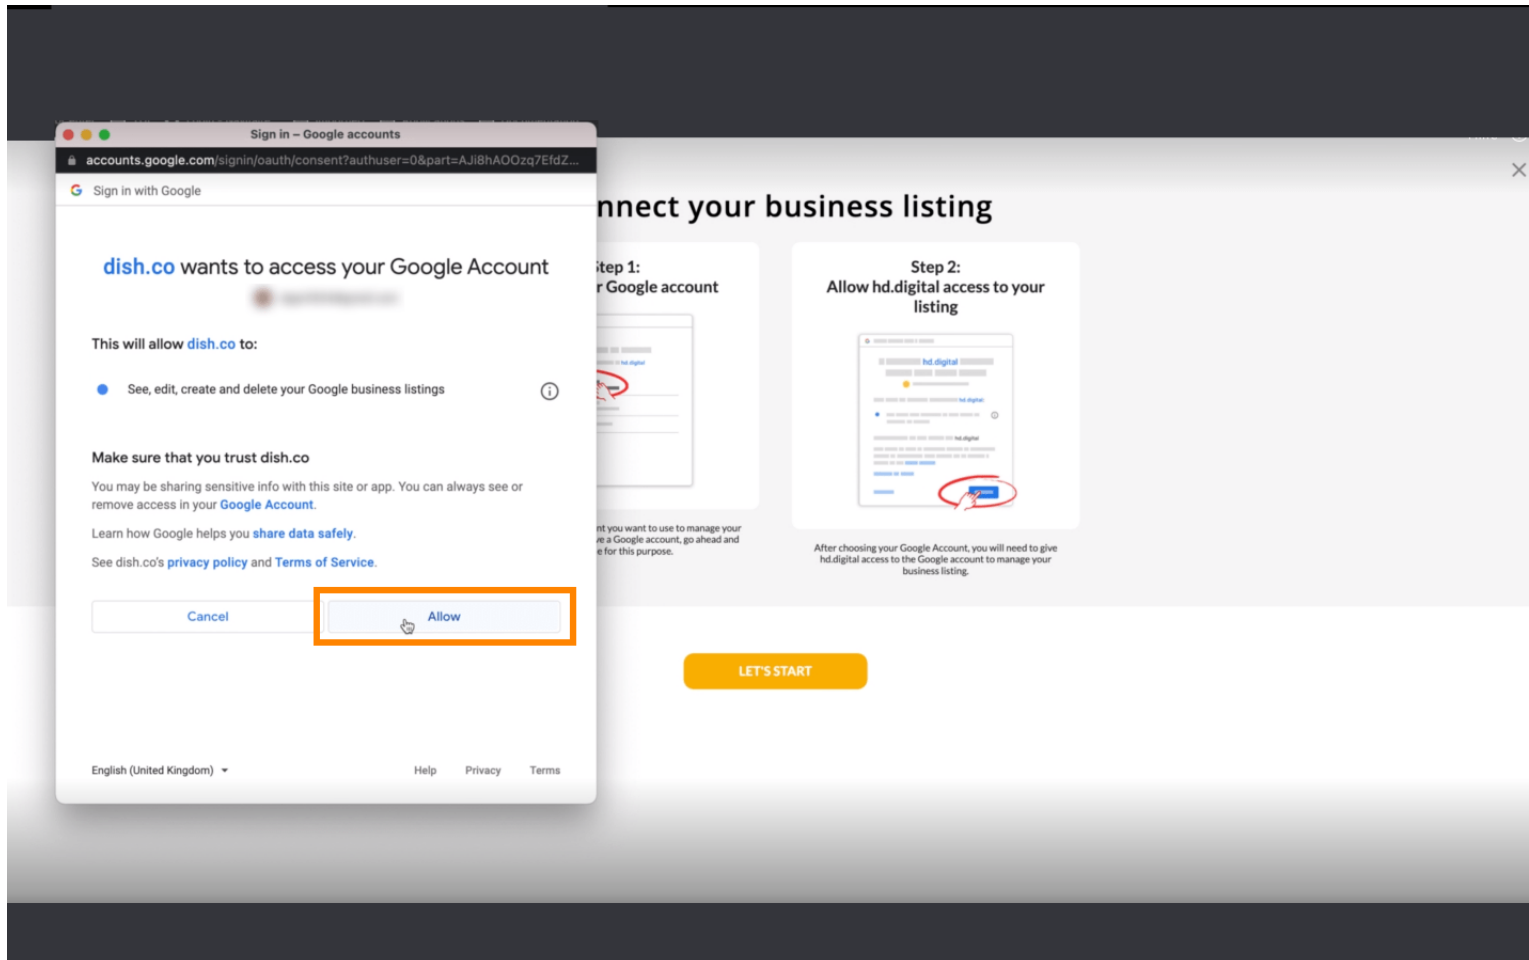 Sign in – Google accounts
accounts.google.com/signin/oauth/consent?authuser=0&part=AJi8hAOOzq7EfdZ...
Sign in with Google
dish.co wants to access your Google Account
This will allow dish.co to:
See, edit, create and delete your Google business listings
Make sure that you trust dish.co
You may be sharing sensitive info with this site or app. You can always see or
remove access in your Google Account.
Learn how Google helps you share data safely.
See dish.co's privacy policy and Terms of Service.
Cancel
Allow
English (United Kingdom)
Help
Privacy
Terms
nnect your business listing
tep 1:
r Google account
hd.digital
nt you want to use to manage your
ve a Google account, go ahead and
e for this purpose.
Step 2:
Allow hd.digital access to your
listing
hd.digital
hd.digital
hd.digital
After choosing your Google Account, you will need to give
hd.digital access to the Google account to manage your
business listing.
LET'S START